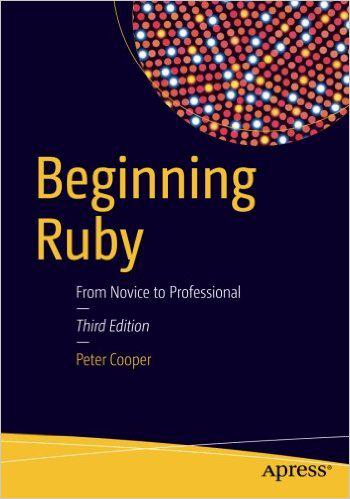 Beginning
Ruby
From Novice to Professional
—
Third Edition
—
Peter Cooper
Apress®